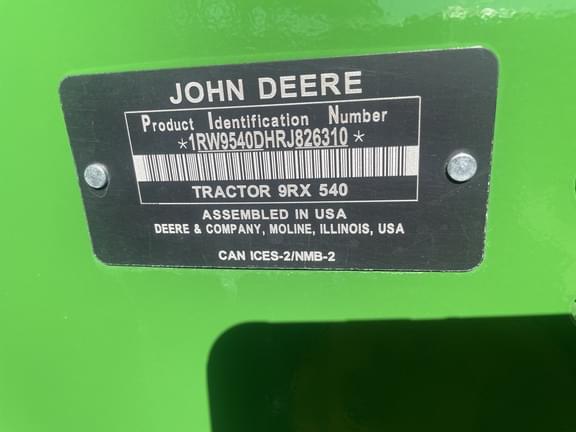 JOHN DEERE
Product Identification Number
*1RW9540DHRJ826310*
TRACTOR 9RX 540
ASSEMBLED IN USA
DEERE & COMPANY, MOLINE, ILLINOIS, USA
CAN ICES-2/NMB-2